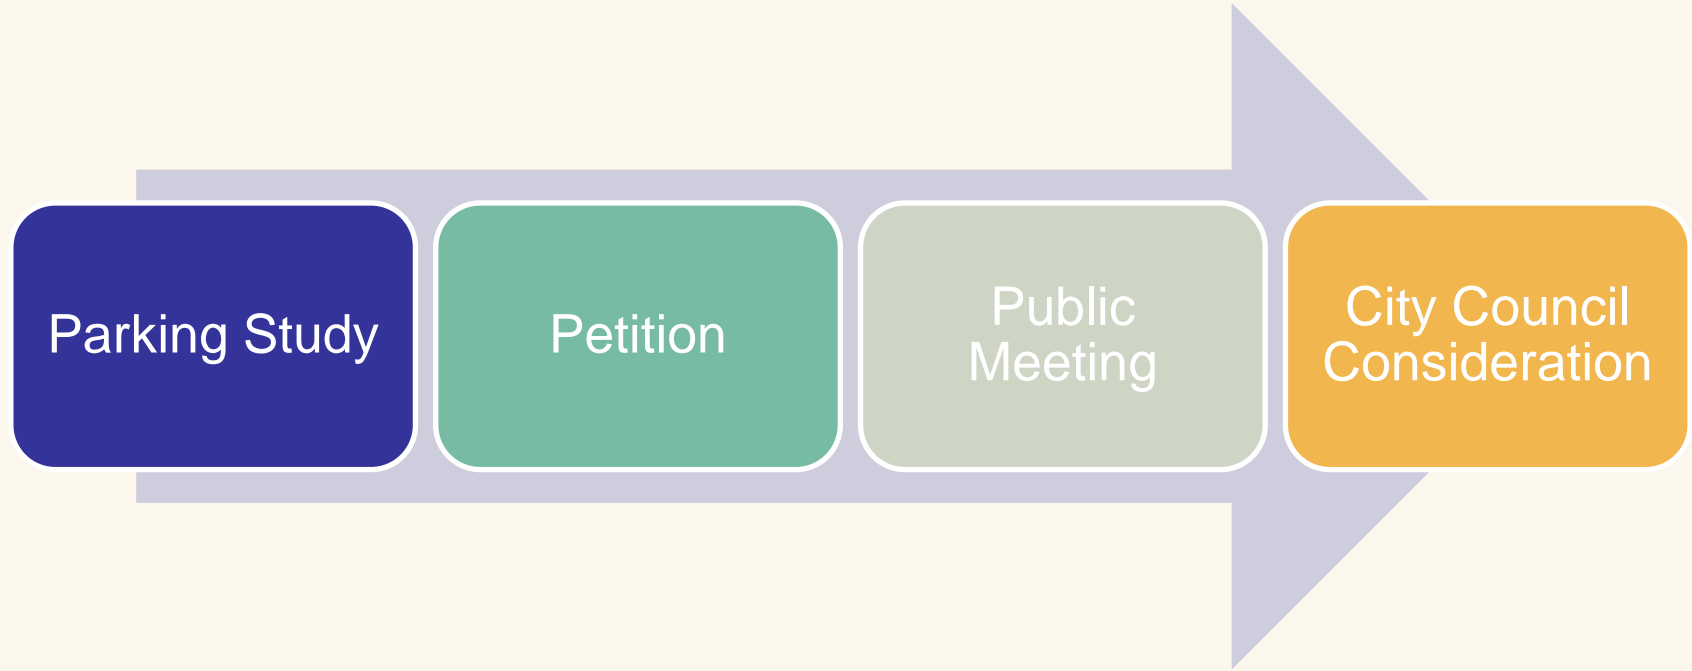 Parking Study
Petition
Public
Meeting
City Council
Consideration